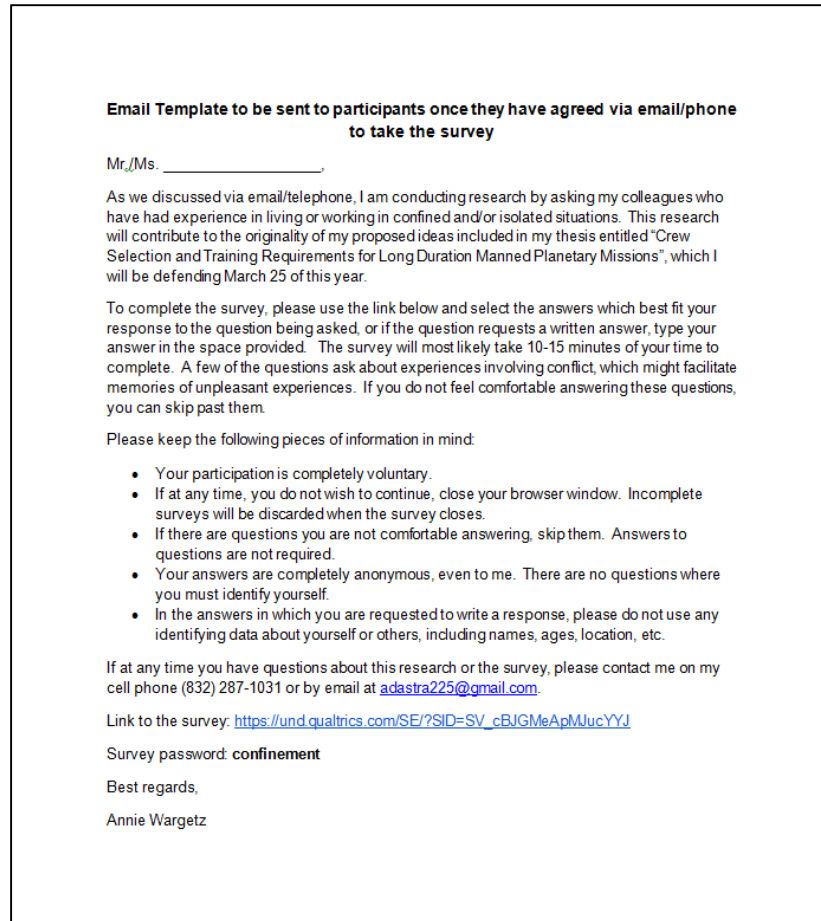 Email Template to be sent to participants once they have agreed via email/phone
to take the survey
Mr./Ms. ____________________,
As we discussed via email/telephone, I am conducting research by asking my colleagues who
have had experience in living or working in confined and/or isolated situations.  This research
will contribute to the originality of my proposed ideas included in my thesis entitled “Crew
Selection and Training Requirements for Long Duration Manned Planetary Missions”, which I
will be defending March 25 of this year.
To complete the survey, please use the link below and select the answers which best fit your
response to the question being asked, or if the question requests a written answer, type your
answer in the space provided.   The survey will most likely take 10-15 minutes of your time to
complete.  A few of the questions ask about experiences involving conflict, which might facilitate
memories of unpleasant experiences.  If you do not feel comfortable answering these questions,
you can skip past them.
Please keep the following pieces of information in mind:
• Your participation is completely voluntary.
• If at any time, you do not wish to continue, close your browser window.  Incomplete
surveys will be discarded when the survey closes.
• If there are questions you are not comfortable answering, skip them.  Answers to
questions are not required.
• Your answers are completely anonymous, even to me.  There are no questions where
you must identify yourself.
• In the answers in which you are requested to write a response, please do not use any
identifying data about yourself or others, including names, ages, location, etc.
If at any time you have questions about this research or the survey, please contact me on my
cell phone (832) 287-1031 or by email at adastra225@gmail.com.
Link to the survey: https://und.qualtrics.com/SE/?SID=SV_cBJGMeApMJucYYJ
Survey password: confinement
Best regards,
Annie Wargetz